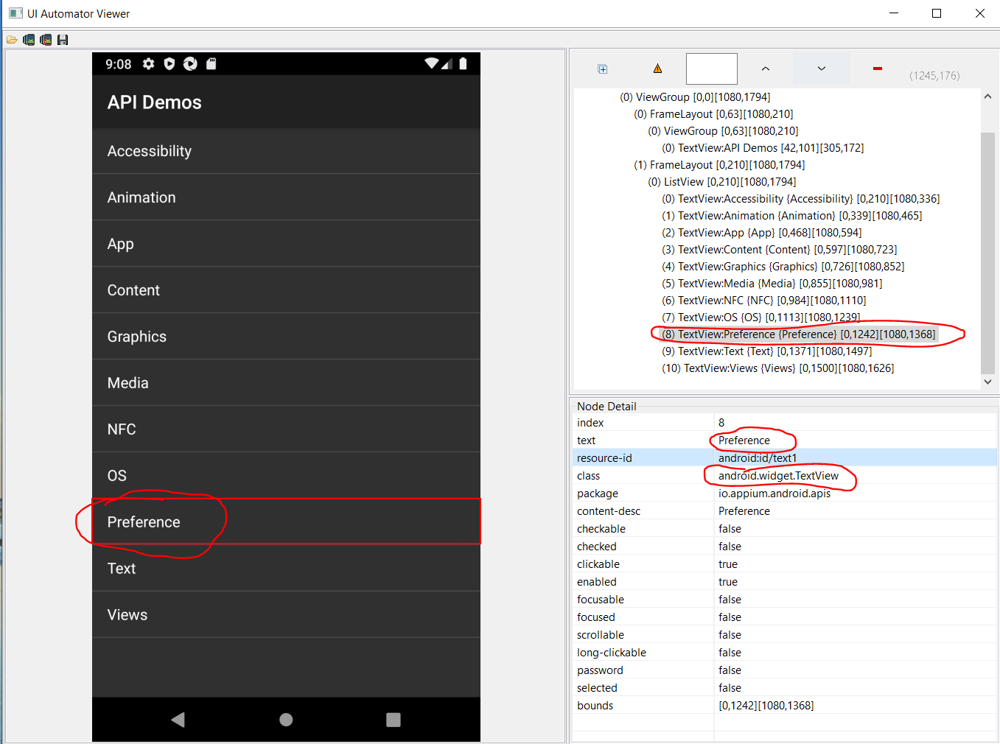 UI Automator Viewer
9:08
API Demos
Accessibility
Animation
App
Content
Graphics
Media
NFC
OS
Preference
Text
Views
(1245,176)
(0) ViewGroup [0,0][1080,1794]
(0) FrameLayout [0,63][1080,210]
(0) ViewGroup [0,63][1080,210]
(0) TextView:API Demos [42,101][305,172]
(1) FrameLayout [0,210][1080,1794]
(0) ListView [0,210][1080,1794]
(0) TextView:Accessibility {Accessibility} [0,210][1080,336]
(1) TextView:Animation {Animation} [0,339][1080,465]
(2) TextView:App {App} [0,468][1080,594]
(3) TextView:Content {Content} [0,597][1080,723]
(4) TextView:Graphics {Graphics} [0,726][1080,852]
(5) TextView:Media {Media} [0,855][1080,981]
(6) TextView:NFC {NFC} [0,984][1080,1110]
(7) TextView:OS {OS} [0,1113][1080,1239]
(8) TextView:Preference {Preference} [0,1242][1080,1368]
(9) TextView:Text {Text} [0,1371][1080,1497]
(10) TextView:Views {Views} [0,1500][1080,1626]
Node Detail
index 8
text Preference
resource-id android:id/text1
class android.widget.TextView
package io.appium.android.apis
content-desc Preference
checkable false
checked false
clickable true
enabled true
focusable false
focused false
scrollable false
long-clickable false
password false
selected false
bounds [0,1242][1080,1368]